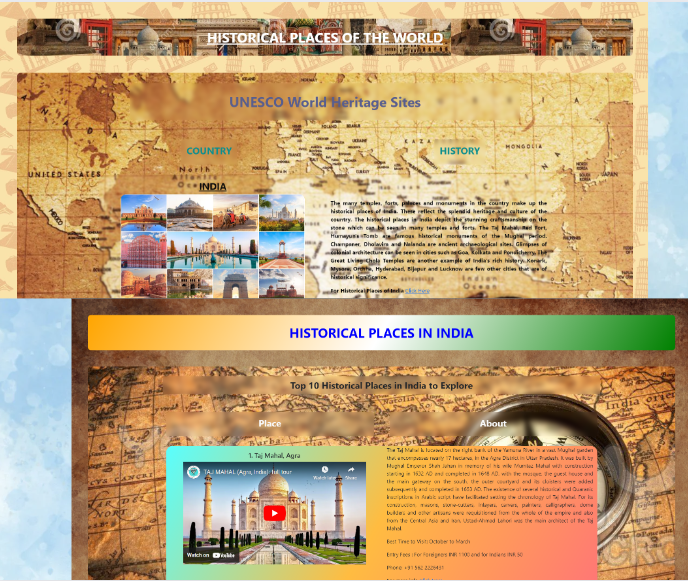 HISTORICAL PLACES OF THE WORLD
UNESCO World Heritage Sites
COUNTRY
HISTORY
INDIA
The many temples, forts, palaces and monuments in the country make up the
historical places of India. These reflect the splendid heritage and culture of the
country. The historical places in India depict the stunning craftsmanship on the
stone which can be seen in many temples and forts. The Taj Mahal, Red Fort,
Humayuns Tomb are famous historical monuments of the Mughal period.
Champaner, Dholavira and Nalanda are ancient archaeological sites. Glimpses of
colonial architecture can be seen in cities such as Goa, Kolkata and Pondicherry. The
Great Living Chola Temples are another example of India's rich history. Konark,
Mysore, Orchha, Hyderabad, Bijapur and Lucknow are few other cities that are of
historical significance.
For Historical Places of India Click Here
UNITED STATES
MEXICO
North
Atlantic
MONGOLIA
JAPAN
HISTORICAL PLACES IN INDIA
Top 10 Historical Places in India to Explore
Place
About
1. Taj Mahal, Agra
TAJ MAHAL (Agra, India): full tour
Watch later
Share
Watch on YouTube
The Taj Mahal is located on the right bank of the Yamuna River in a vast Mughal garden
that encompasses nearly 17 hectares, in the Agra District in Uttar Pradesh. It was built by
Mughal Emperor Shah Jahan in memory of his wife Mumtaz Mahal with construction
starting in 1632 AD and completed in 1648 AD, with the mosque, the guest house and
the main gateway on the south, the outer courtyard and its cloisters were added
subsequently and completed in 1653 AD. The existence of several historical and Quranic
inscriptions in Arabic script have facilitated setting the chronology of Taj Mahal. For its
construction, masons, stone-cutters, inlayers, carvers, painters, calligraphers, dome
builders and other artisans were requisitioned from the whole of the empire and also
from the Central Asia and Iran. Ustad-Ahmad Lahori was the main architect of the Taj
Mahal.
Best Time to Visit: October to March
Entry Fees : For Foreigners INR 1100 and for Indians INR 50
Phone: +91 562 2226431